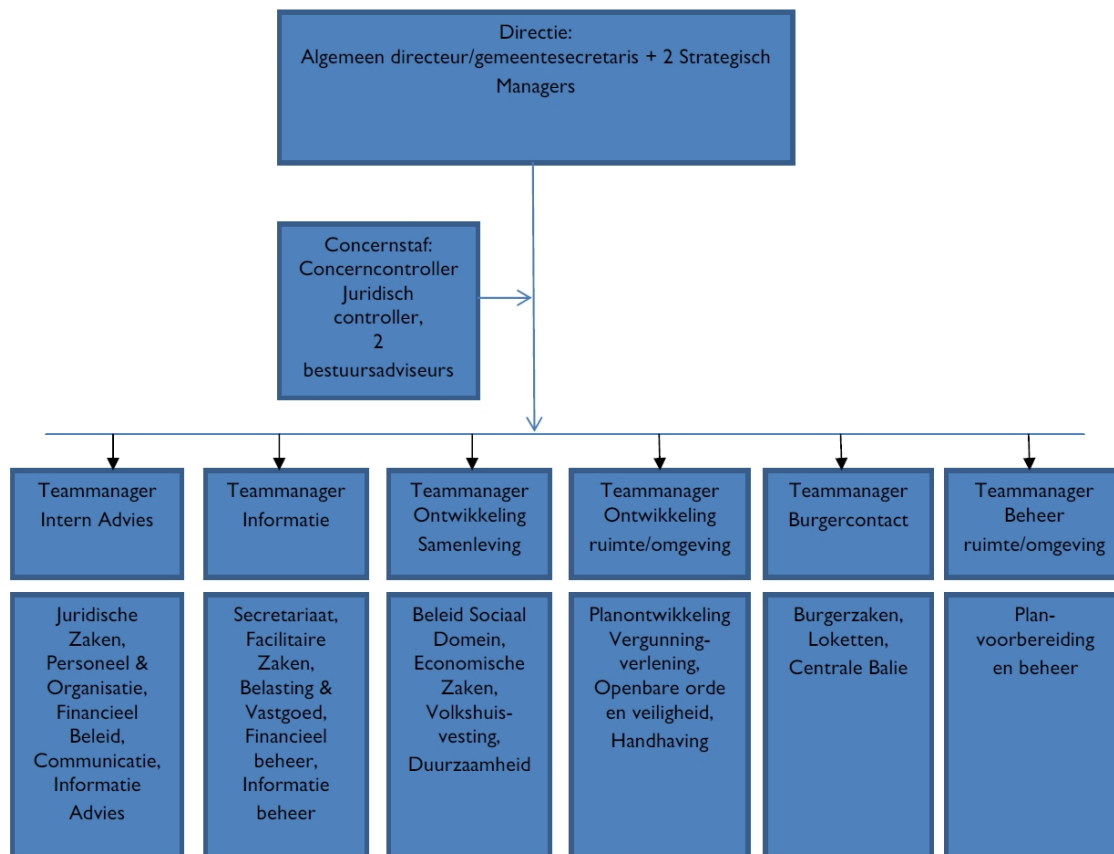 Directie:
Algemeen directeur/gemeentesecretaris + 2 Strategisch
Managers
Concernstaf:
Concerncontroller
Juridisch
controller,
2
bestuursadviseurs
Teammanager
Intern Advies
Teammanager
Informatie
Teammanager
Ontwikkeling
Samenleving
Teammanager
Ontwikkeling
ruimte/omgeving
Teammanager
Burgercontact
Teammanager
Beheer
ruimte/omgeving
Juridische
Zaken,
Personeel &
Organisatie,
Financieel
Beleid,
Communicatie,
Informatie
Advies
Secretariaat,
Facilitaire
Zaken,
Belasting &
Vastgoed,
Financieel
beheer,
Informatie
beheer
Beleid Sociaal
Domein,
Economische
Zaken,
Volkshuis-
vesting,
Duurzaamheid
Planontwikkeling
Vergunning-
verlening,
Openbare orde
en veiligheid,
Handhaving
Burgerzaken,
Loketten,
Centrale Balie
Plan-
voorbereiding
en beheer